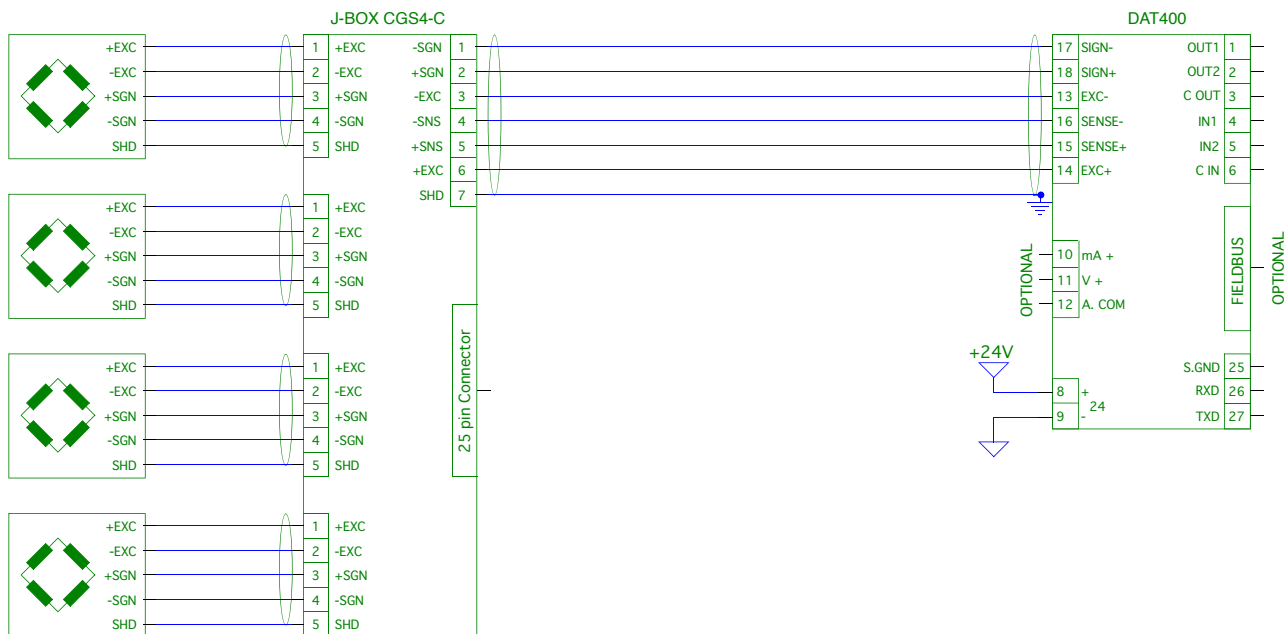 J-BOX CGS4-C
DAT400
+EXC 1 +EXC -SGN 1 17 SIGN- OUT1 1
-EXC 2 -EXC +SGN 2 18 SIGN+ OUT2 2
+SGN 3 +SGN -EXC 3 13 EXC- C OUT 3
-SGN 4 -SGN -SNS 4 16 SENSE- IN1 4
SHD 5 SHD +SNS 5 15 SENSE+ IN2 5
+EXC 6 14 EXC+ C IN 6
SHD 7
+EXC 1 +EXC
-EXC 2 -EXC
+SGN 3 +SGN
-SGN 4 -SGN
SHD 5 SHD
OPTIONAL
10 mA +
11 V +
12 A. COM
FIELDBUS
OPTIONAL
25 pin Connector
+EXC 1 +EXC
-EXC 2 -EXC
+SGN 3 +SGN
-SGN 4 -SGN
SHD 5 SHD
+24V
8 +
24
9 -
S.GND 25
RXD 26
TXD 27
+EXC 1 +EXC
-EXC 2 -EXC
+SGN 3 +SGN
-SGN 4 -SGN
SHD 5 SHD